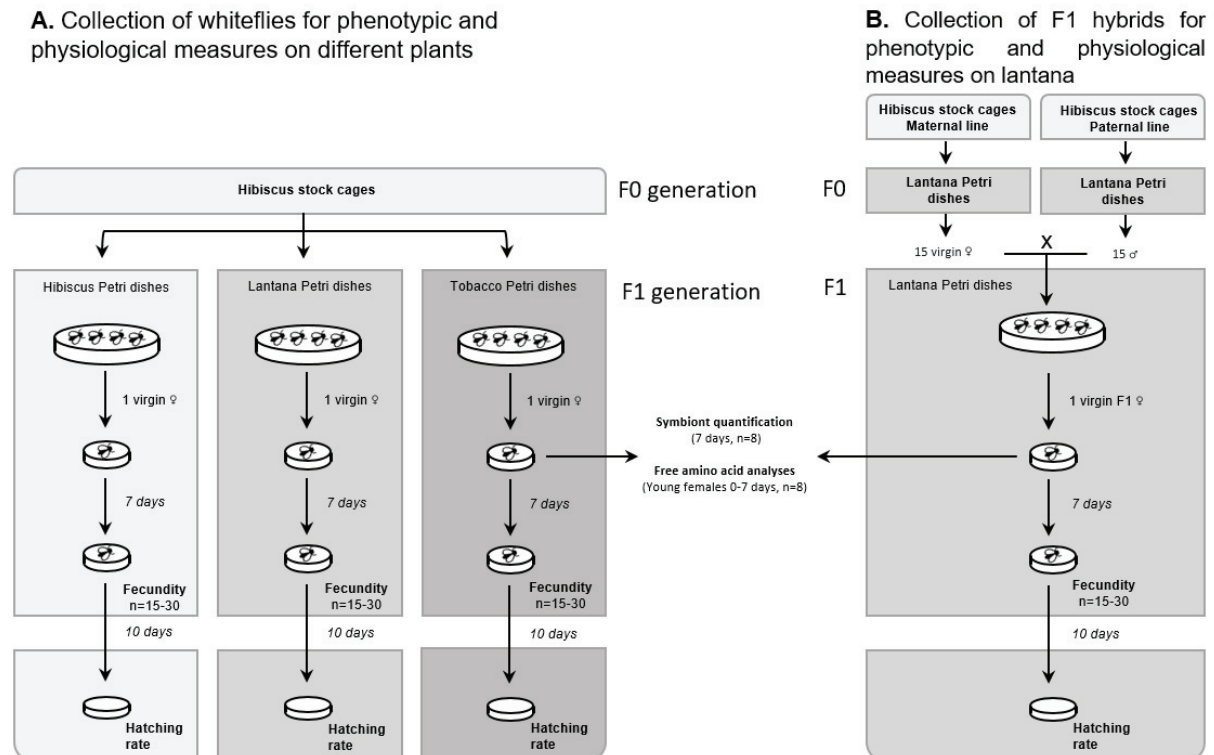 A. Collection of whiteflies for phenotypic and
physiological measures on different plants
Hibiscus stock cages
F0 generation
Hibiscus Petri dishes
Lantana Petri dishes
Tobacco Petri dishes
F1 generation
1 virgin ♀
1 virgin ♀
1 virgin ♀
Symbiont quantification
(7 days, n=8)
Free amino acid analyses
(Young females 0-7 days, n=8)
7 days
7 days
7 days
Fecundity
n=15-30
Fecundity
n=15-30
Fecundity
n=15-30
10 days
10 days
10 days
Hatching
rate
Hatching
rate
Hatching
rate
B. Collection of F1 hybrids for
phenotypic and physiological
measures on lantana
Hibiscus stock cages
Maternal line
Hibiscus stock cages
Paternal line
F0
Lantana Petri
dishes
Lantana Petri
dishes
15 virgin ♀
X
15 ♂
F1
Lantana Petri dishes
1 virgin F1 ♀
7 days
Fecundity
n=15-30
10 days
Hatching
rate